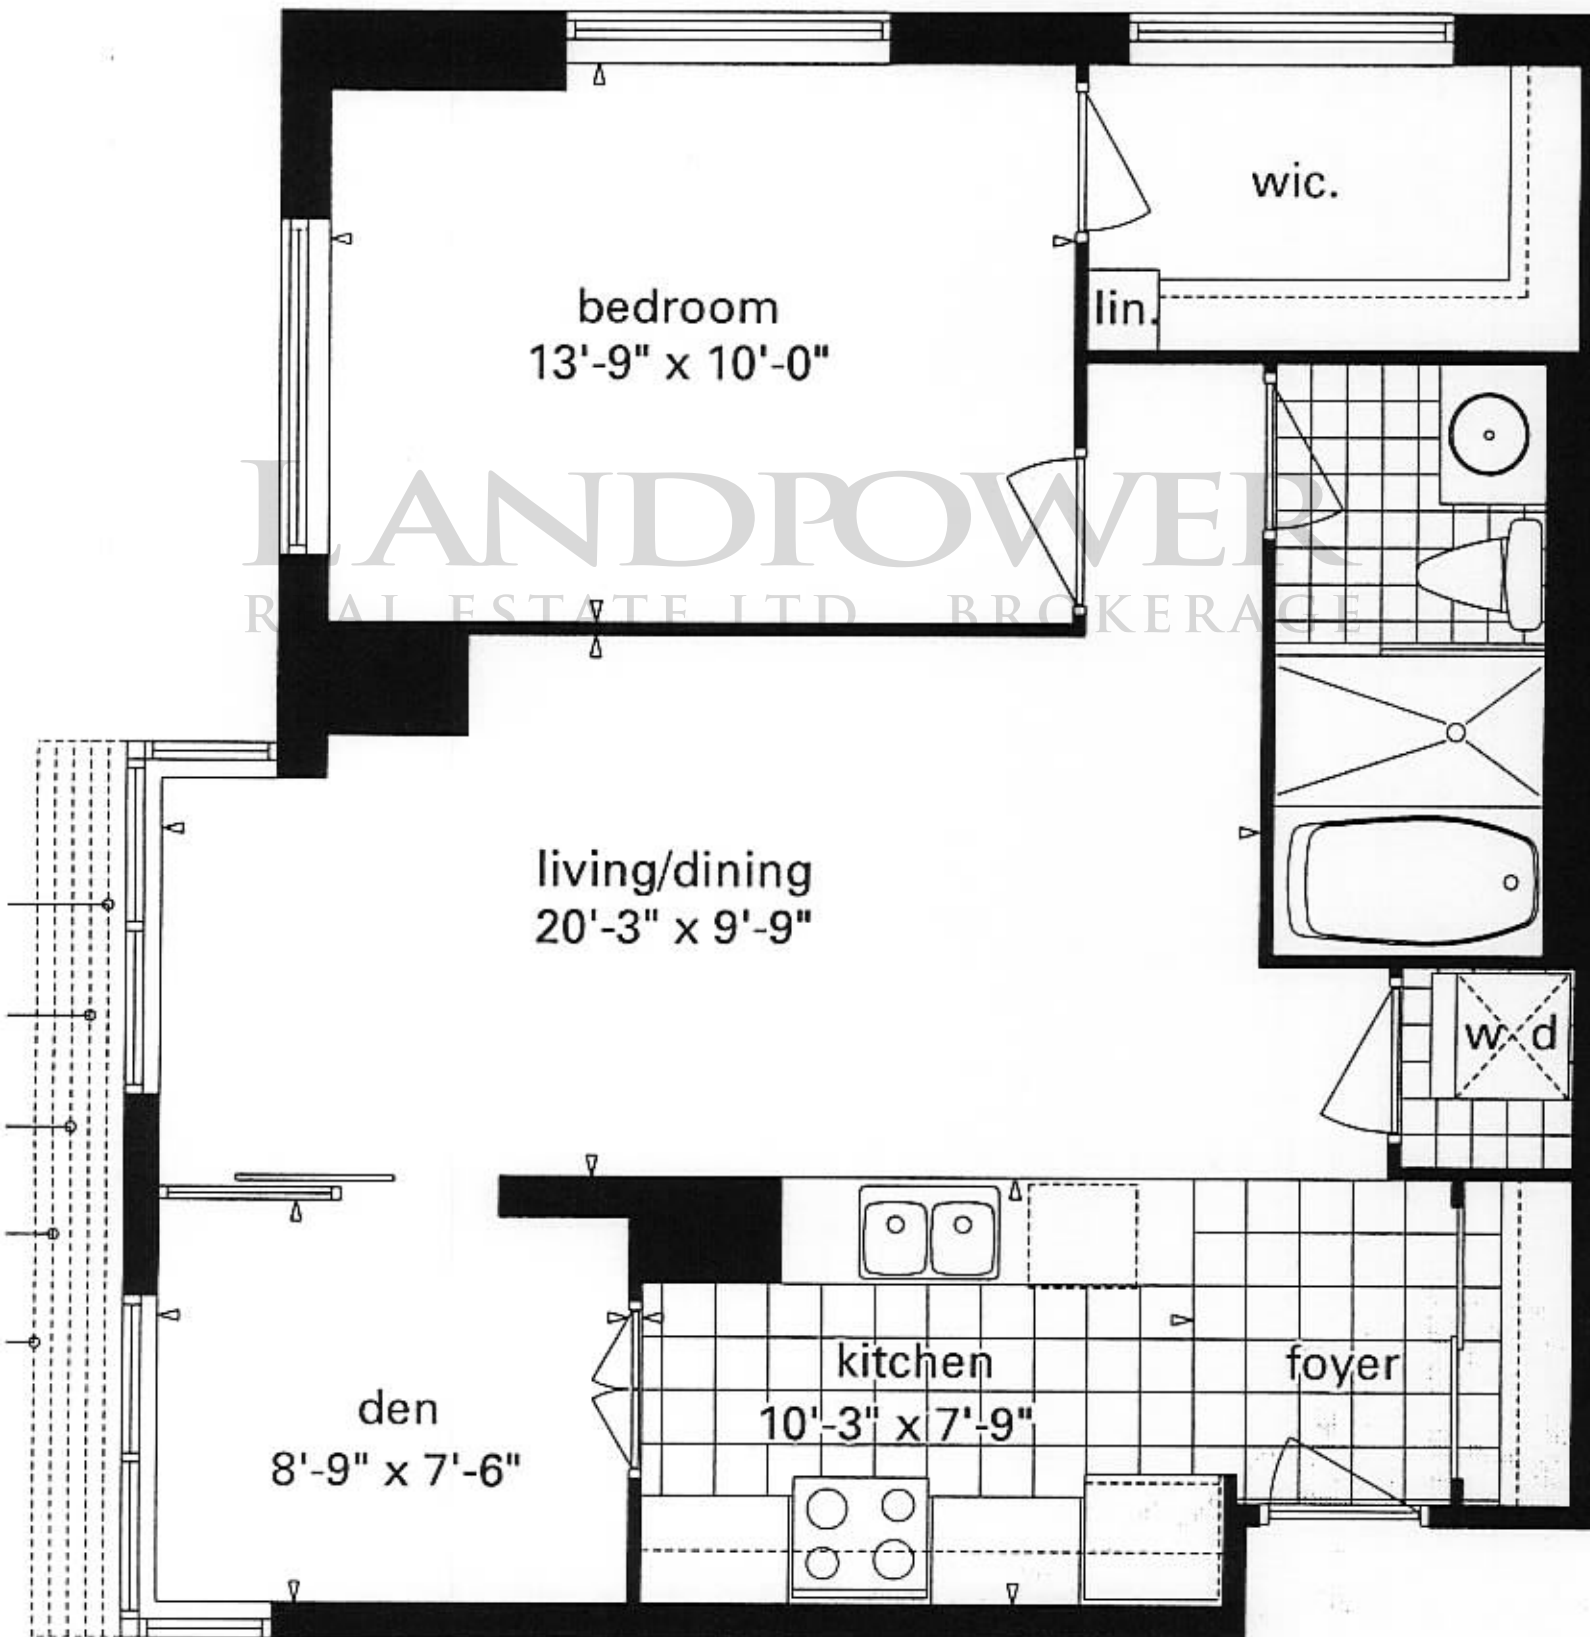 wic.
bedroom
13'-9" x 10'-0"
lin.
LANDPOWER
REAL ESTATE LTD. BROKERAGE
living/dining
20'-3" x 9'-9"
w d
kitchen
10'-3" x 7'-9"
foyer
den
8'-9" x 7'-6"